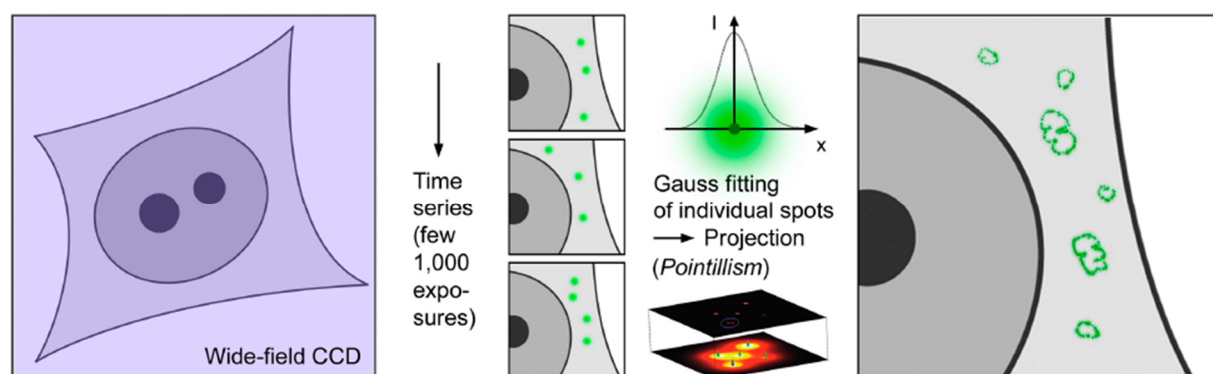 Wide-field CCD
Time
series
(few
1,000
expo-
sures)
I
x
Gauss fitting
of individual spots
→ Projection
(Pointillism)